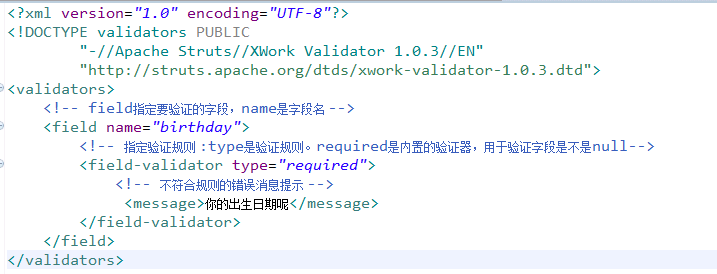 <?xml version="1.0" encoding="UTF-8"?>
<!DOCTYPE validators PUBLIC
"-//Apache Struts//XWork Validator 1.0.3//EN"
"http://struts.apache.org/dtds/xwork-validator-1.0.3.dtd">
<validators>
<!-- field指定要验证的字段，name是字段名 -->
<field name="birthday">
<!-- 指定验证规则：type是验证规则。required是内置的验证器，用于验证字段是不是null-->
<field-validator type="required">
<!-- 不符合规则的错误消息提示 -->
<message>你的出生日期呢</message>
</field-validator>
</field>
</validators>